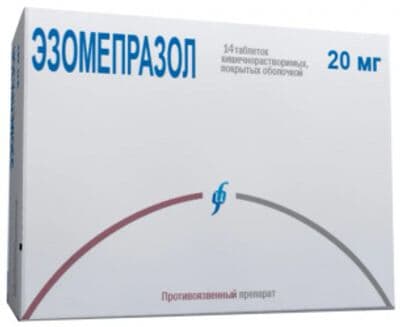 ЭЗОМЕПРАЗОЛ
14 таблеток
кишечнорастворимых,
покрытых оболочкой
20 мг
Противоязвенный препарат